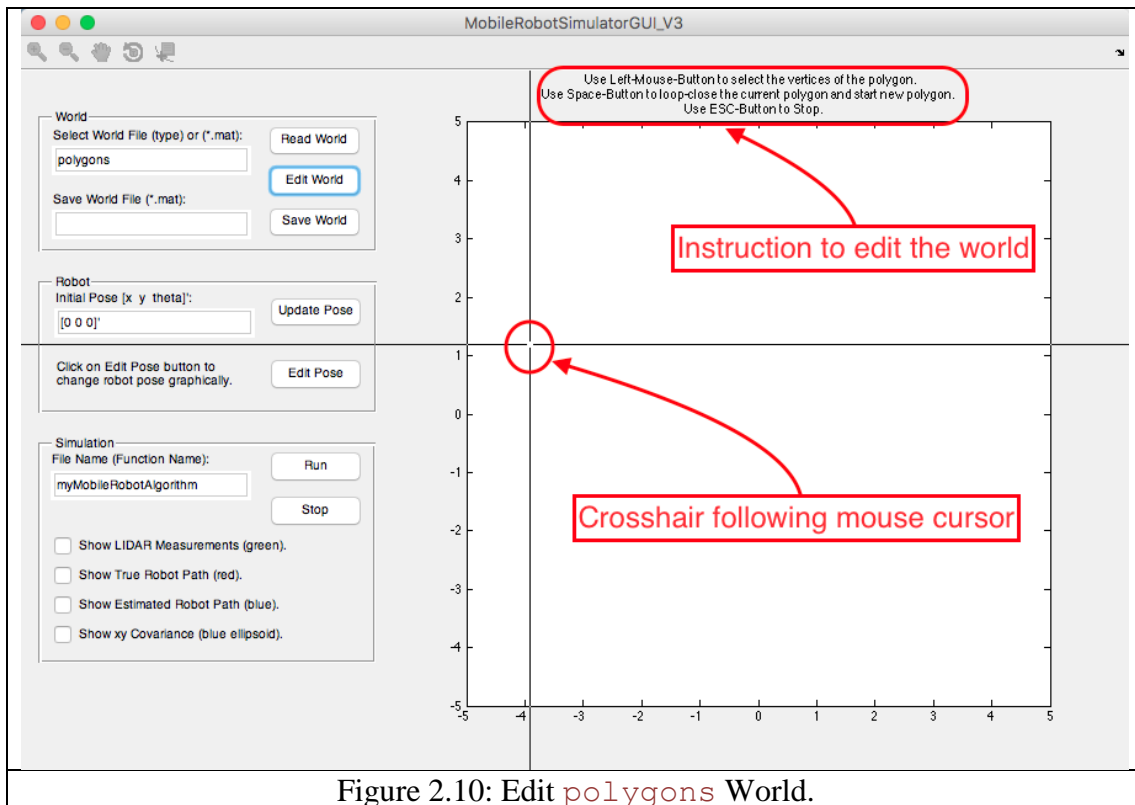 MobileRobotSimulatorGUI_V3
Use Left-Mouse-Button to select the vertices of the polygon.
Use Space-Button to loop-close the current polygon and start new polygon.
Use ESC-Button to Stop.
World
Select World File (type) or (*.mat):
Read World
polygons
Edit World
Save World File (*.mat):
Save World
Robot
Initial Pose [x y theta]':
Update Pose
[0 0 0]'
Click on Edit Pose button to
change robot pose graphically.
Edit Pose
Simulation
File Name (Function Name):
Run
myMobileRobotAlgorithm
Stop
Show LIDAR Measurements (green).
Show True Robot Path (red).
Show Estimated Robot Path (blue).
Show xy Covariance (blue ellipsoid).
5
4
3
2
1
0
-1
-2
-3
-4
-5
-5 -4 -3 -2 -1 0 1 2 3 4 5
Instruction to edit the world
Crosshair following mouse cursor
Figure 2.10: Edit polygons World.